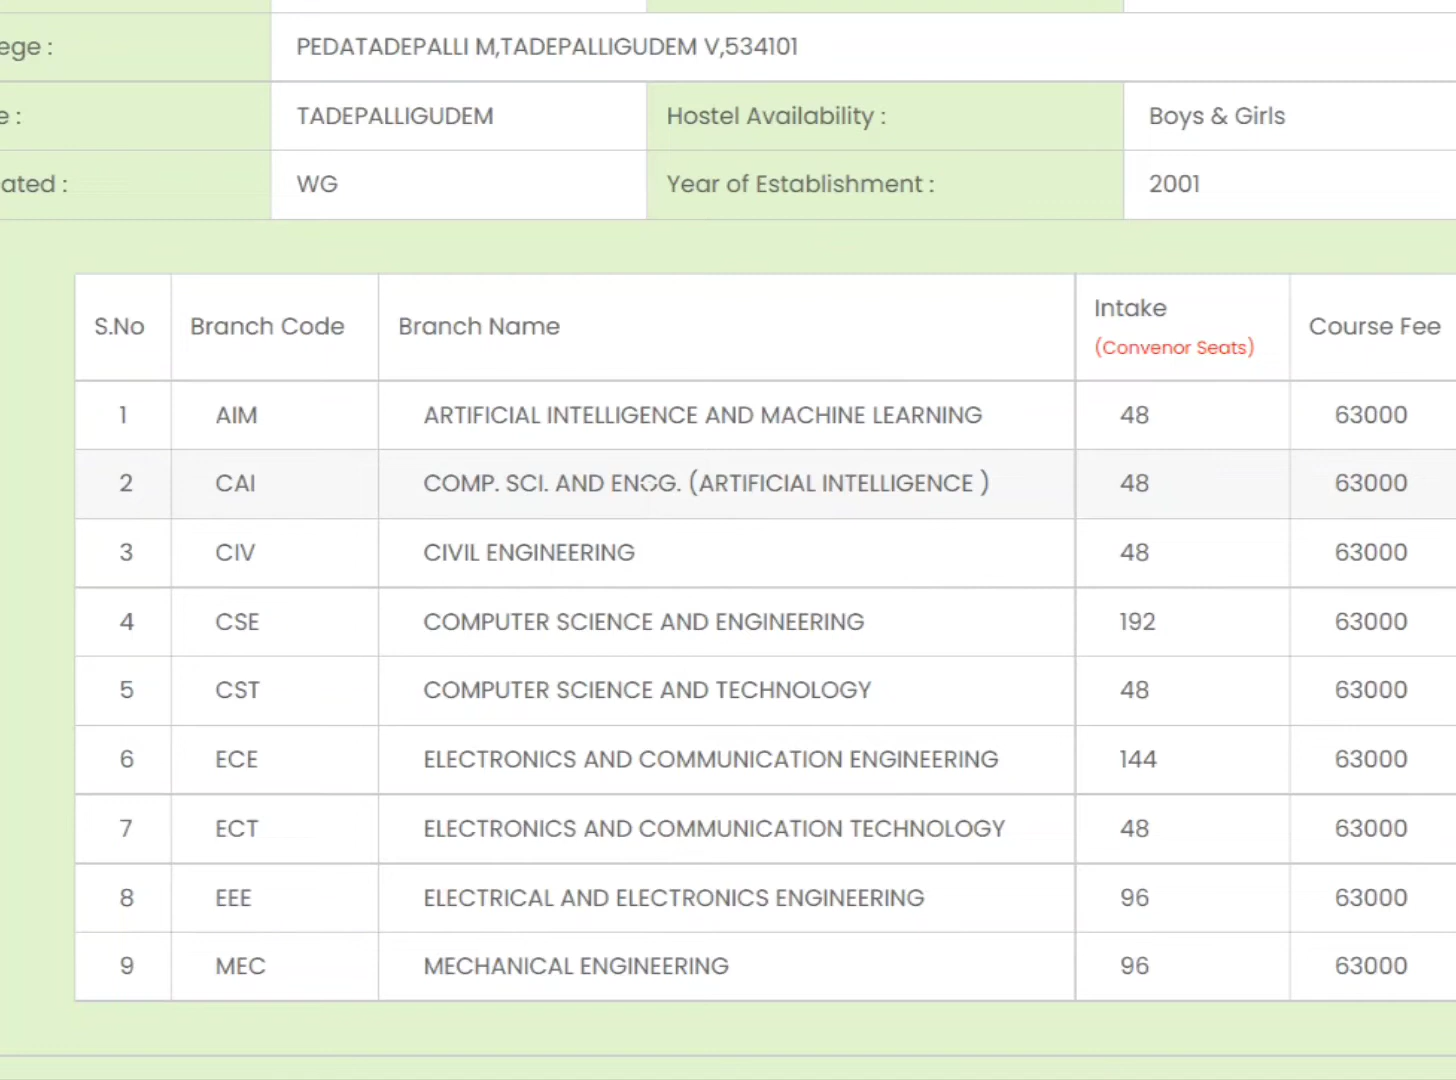 ege : PEDATADEPALLI M,TADEPALLIGUDEM V,534101
e : TADEPALLIGUDEM Hostel Availability : Boys & Girls
ated : WG Year of Establishment : 2001
S.No Branch Code Branch Name Intake (Convenor Seats) Course Fee
1 AIM ARTIFICIAL INTELLIGENCE AND MACHINE LEARNING 48 63000
2 CAI COMP. SCI. AND ENGG. (ARTIFICIAL INTELLIGENCE ) 48 63000
3 CIV CIVIL ENGINEERING 48 63000
4 CSE COMPUTER SCIENCE AND ENGINEERING 192 63000
5 CST COMPUTER SCIENCE AND TECHNOLOGY 48 63000
6 ECE ELECTRONICS AND COMMUNICATION ENGINEERING 144 63000
7 ECT ELECTRONICS AND COMMUNICATION TECHNOLOGY 48 63000
8 EEE ELECTRICAL AND ELECTRONICS ENGINEERING 96 63000
9 MEC MECHANICAL ENGINEERING 96 63000